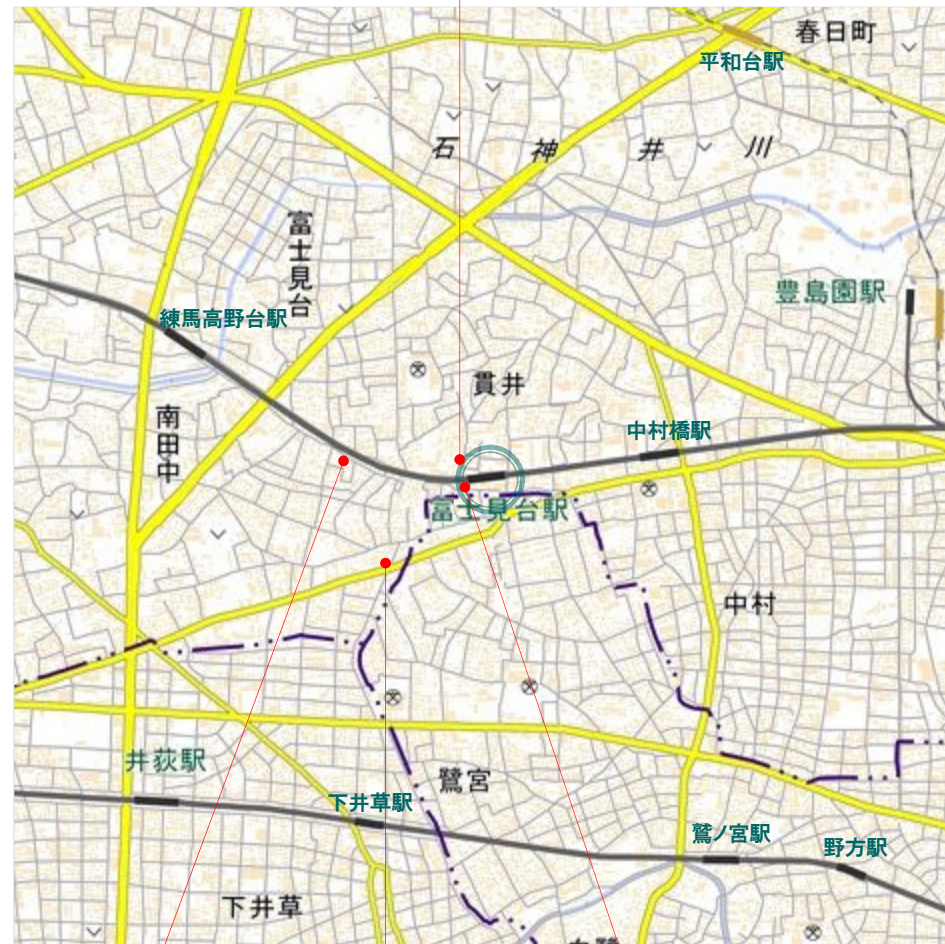 春日町
平和台駅
石神井川
富士見台
豊島園駅
練馬高野台駅
貫井
南田中
中村橋駅
富士見台駅
中村
井荻駅
鷺宮
下井草駅
鷲ノ宮駅
野方駅
下井草